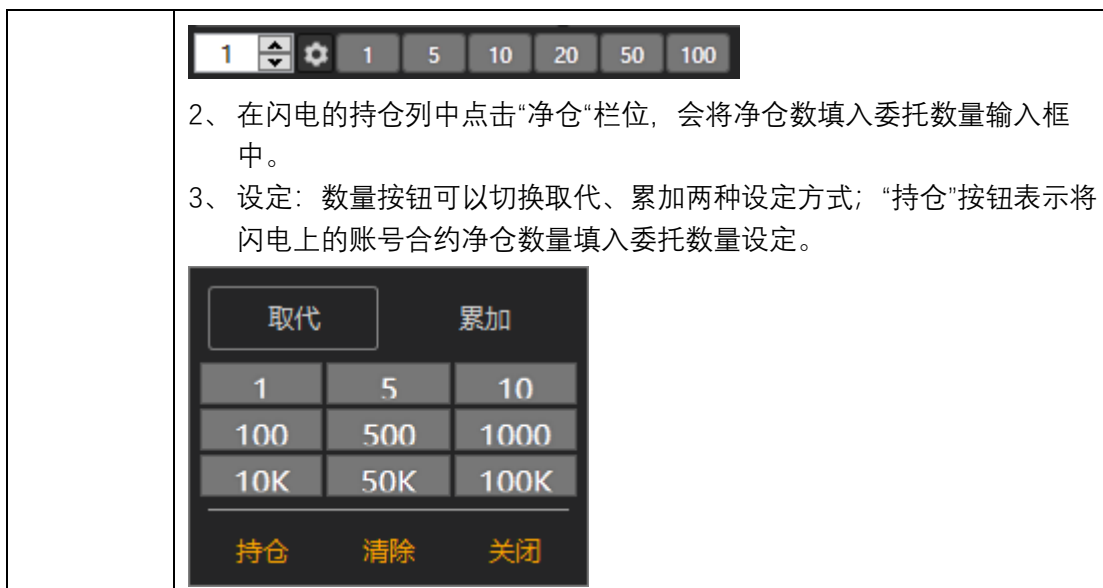 1 1 5 10 20 50 100
2、 在闪电的持仓列中点击“净仓“栏位，会将净仓数填入委托数量输入框
中。
3、 设定：数量按钮可以切换取代、累加两种设定方式；“持仓”按钮表示将
闪电上的账号合约净仓数量填入委托数量设定。
取代 累加
1 5 10
100 500 1000
10K 50K 100K
持仓 清除 关闭